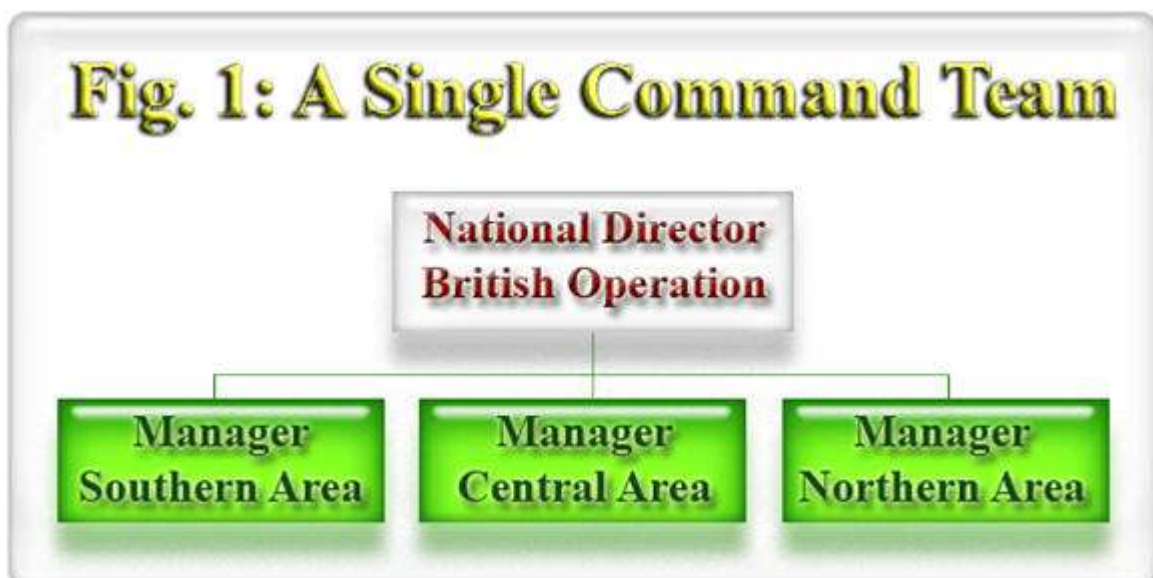 Fig. 1: A Single Command Team
National Director
British Operation
Manager
Southern Area
Manager
Central Area
Manager
Northern Area